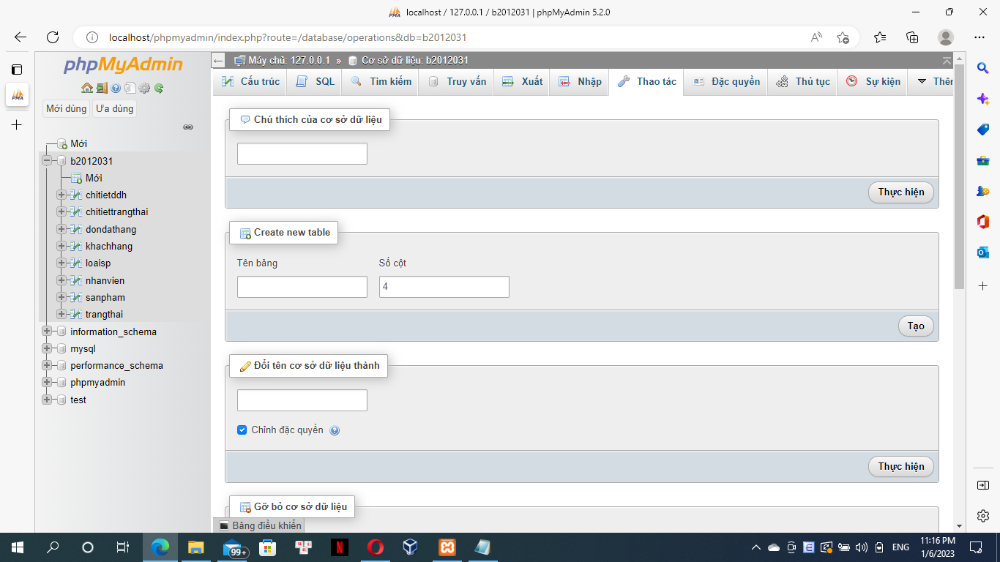 localhost / 127.0.0.1 / b2012031 | phpMyAdmin 5.2.0
localhost/phpmyadmin/index.php?route=/database/operations&db=b2012031
phpMyAdmin
Mới dùng Ưa dùng
Mới
b2012031
Mới
chitietddh
chitiettrangthai
dondathang
khachhang
loaisp
nhanvien
sanpham
trangthai
information_schema
mysql
performance_schema
phpmyadmin
test
Máy chủ: 127.0.0.1 » Cơ sở dữ liệu: b2012031
Cấu trúc SQL Tìm kiếm Truy vấn Xuất Nhập Thao tác Đặc quyền Thủ tục Sự kiện Thêm
Chú thích của cơ sở dữ liệu
Thực hiện
Create new table
Tên bảng Số cột
4
Tạo
Đổi tên cơ sở dữ liệu thành
Chỉnh đặc quyền
Thực hiện
Gỡ bỏ cơ sở dữ liệu
Bảng điều khiển
99+
ENG
11:16 PM
1/6/2023